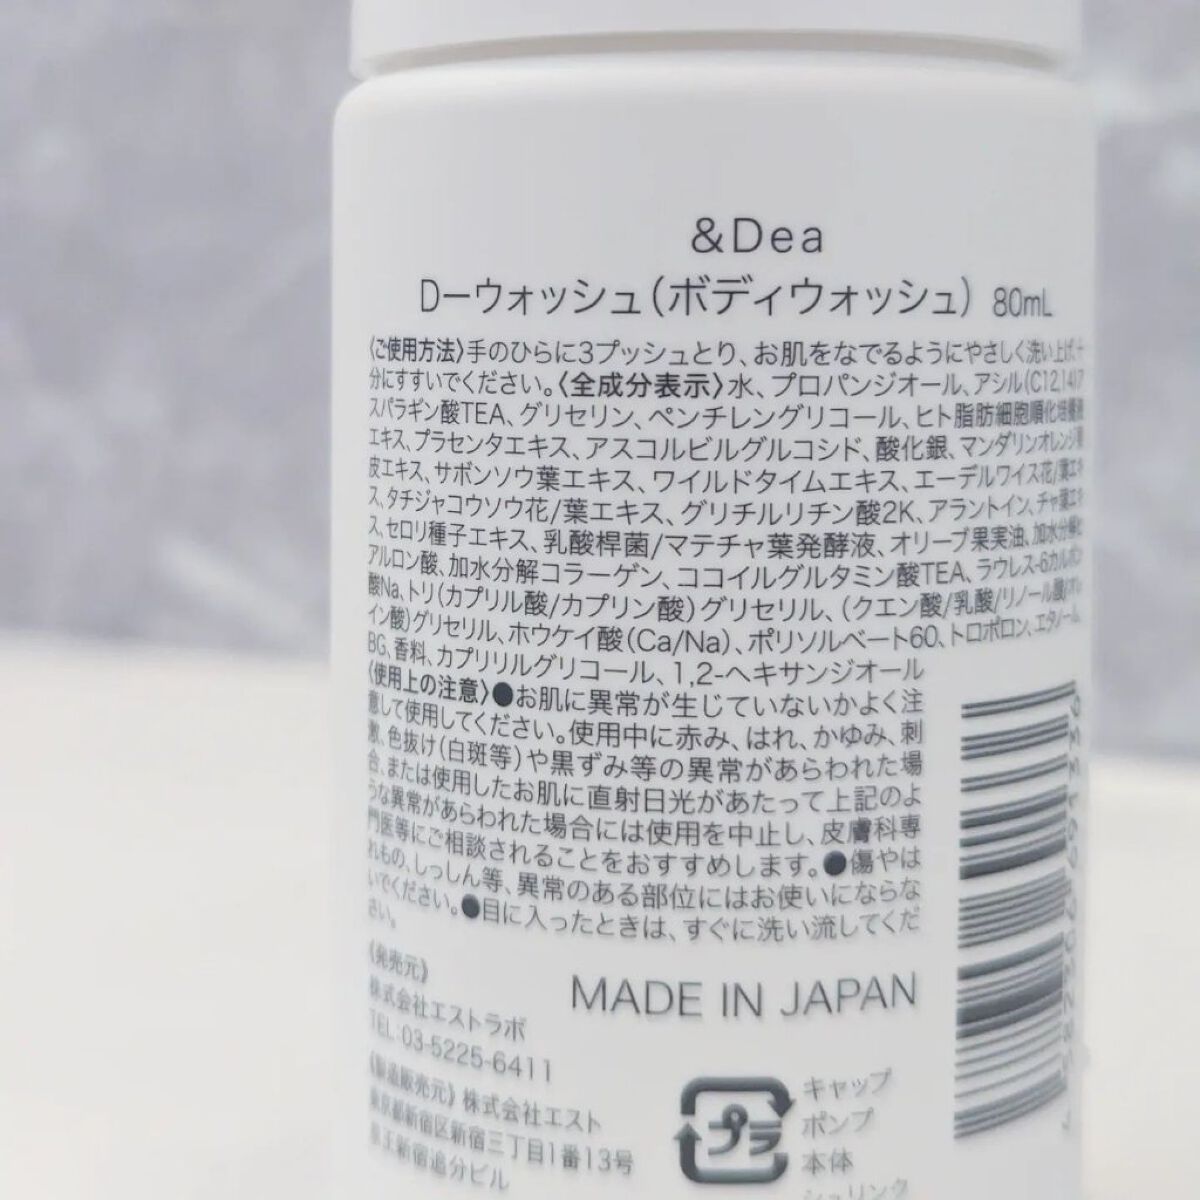 &Dea
Dーウォッシュ(ボディウォッシュ) 80mL
〈ご使用方法〉手のひらに3プッシュとり、お肌をなでるようにやさしく洗い上げ、十
分にすすいでください。〈全成分表示〉水、プロパンジオール、アシル(C12,14)ア
スパラギン酸TEA、グリセリン、ペンチレングリコール、ヒト脂肪細胞順化培養液
エキス、プラセンタエキス、アスコルビルグルコシド、酸化銀、マンダリンオレンジ果
皮エキス、サボンソウ葉エキス、ワイルドタイムエキス、エーデルワイス花/葉エキ
ス、タチジャコウソウ花/葉エキス、グリチルリチン酸2K、アラントイン、チャ葉エキ
ス、セロリ種子エキス、乳酸桿菌/マテチャ葉発酵液、オリーブ果実油、加水分解ヒ
アルロン酸、加水分解コラーゲン、ココイルグルタミン酸TEA、ラウレス-6カルボン
酸Na、トリ(カプリル酸/カプリン酸)グリセリル、(クエン酸/乳酸/リノール酸/オレ
イン酸)グリセリル、ホウケイ酸(Ca/Na)、ポリソルベート60、トロポロン、エタノール、
BG、香料、カプリリルグリコール、1,2-ヘキサンジオール
〈使用上の注意〉●お肌に異常が生じていないかよく注
意して使用してください。使用中に赤み、はれ、かゆみ、刺
激、色抜け(白斑等)や黒ずみ等の異常があらわれた場
合、または使用したお肌に直射日光があたって上記のよ
うな異常があらわれた場合には使用を中止し、皮膚科専
門医等にご相談されることをおすすめします。●傷やは
れもの、しっしん等、異常のある部位にはお使いにならな
いでください。●目に入ったときは、すぐに洗い流してくだ
さい。
《発売元》
株式会社エストラボ
TEL 03-5225-6411
MADE IN JAPAN
《製造販売元》株式会社エスト
東京都新宿区新宿三丁目1番13号
京王新宿追分ビル
プラ
キャップ
ポンプ
本体
シュリンク